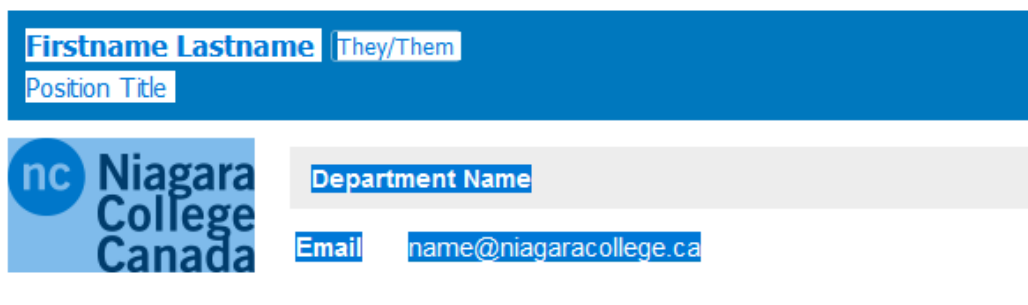 Firstname Lastname They/Them
Position Title
nc Niagara
College
Canada
Department Name
Email name@niagaracollege.ca